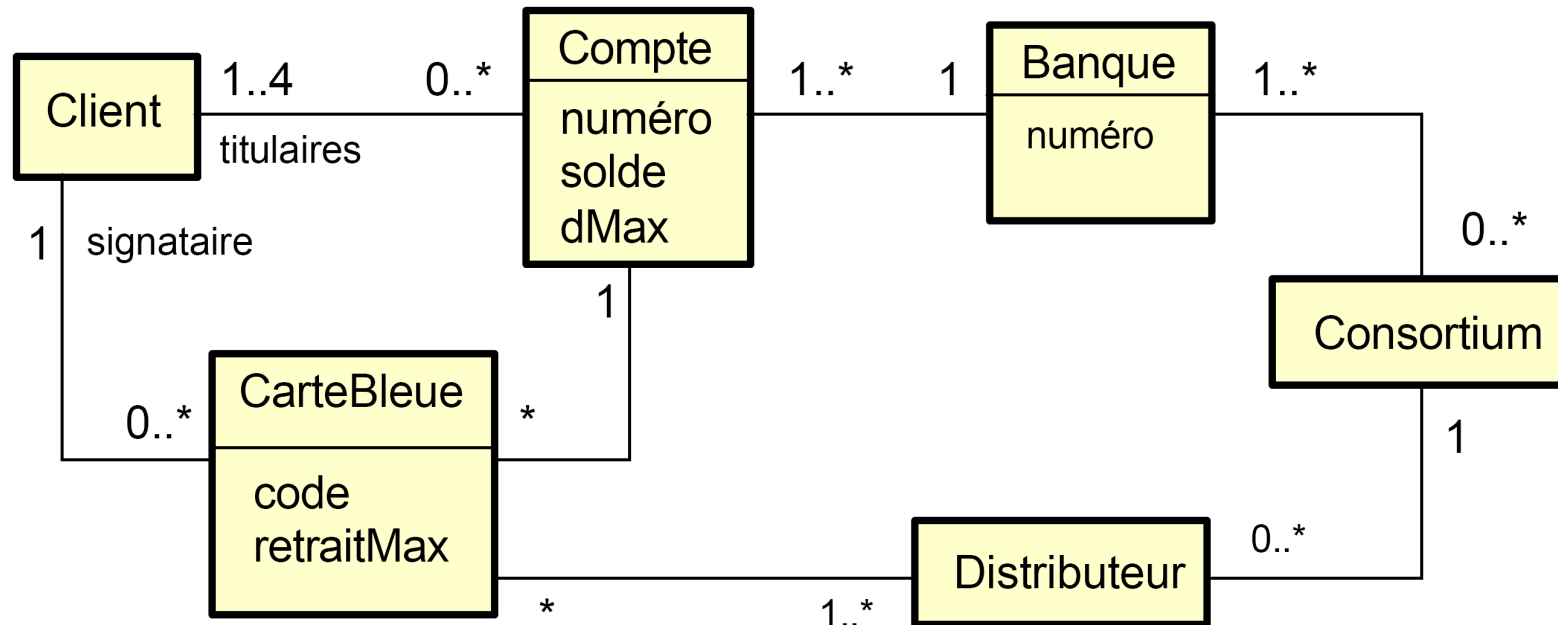 Client
1..4
titulaires
0..*
Compte
numéro
solde
dMax
1..*
1
Banque
numéro
1..*
0..*
Consortium
1
1
signataire
0..*
CarteBleue
code
retraitMax
*
1
*
1..*
Distributeur
0..*